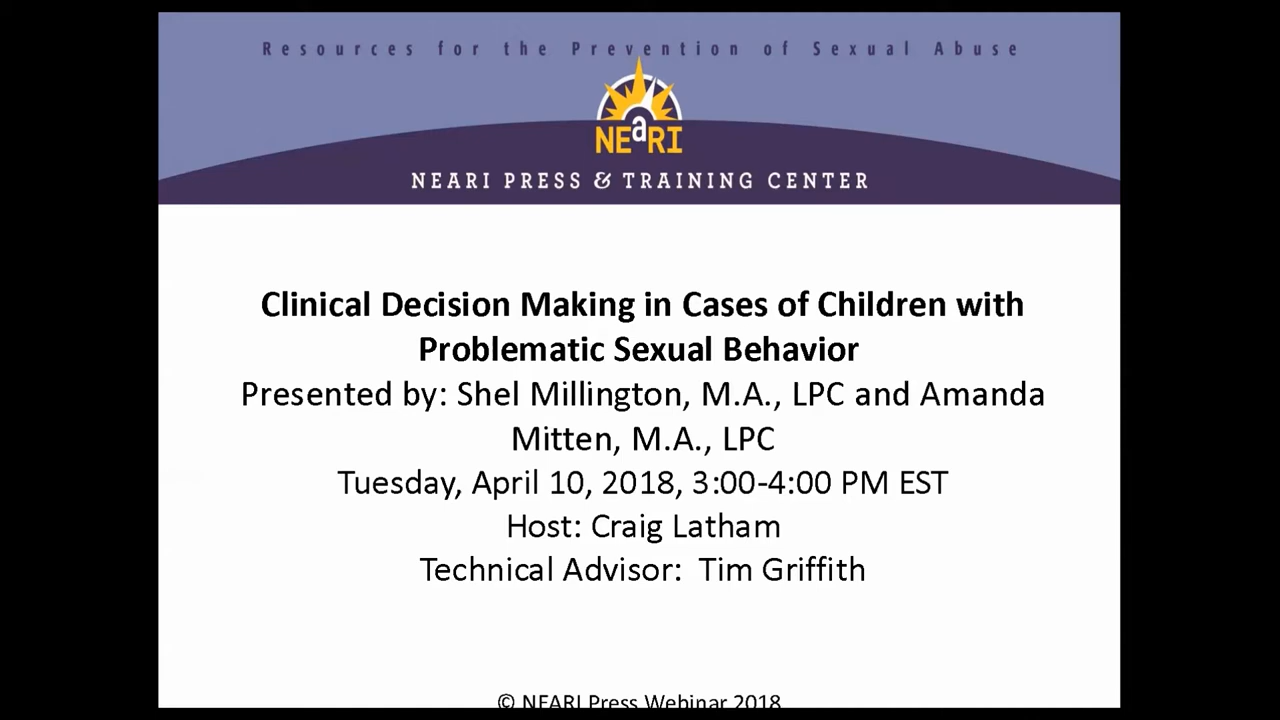 Resources for the Prevention of Sexual Abuse
NEaRI
NEARI PRESS & TRAINING CENTER
Clinical Decision Making in Cases of Children with
Problematic Sexual Behavior
Presented by: Shel Millington, M.A., LPC and Amanda
Mitten, M.A., LPC
Tuesday, April 10, 2018, 3:00-4:00 PM EST
Host: Craig Latham
Technical Advisor:  Tim Griffith
© NEARI Press Webinar 2018